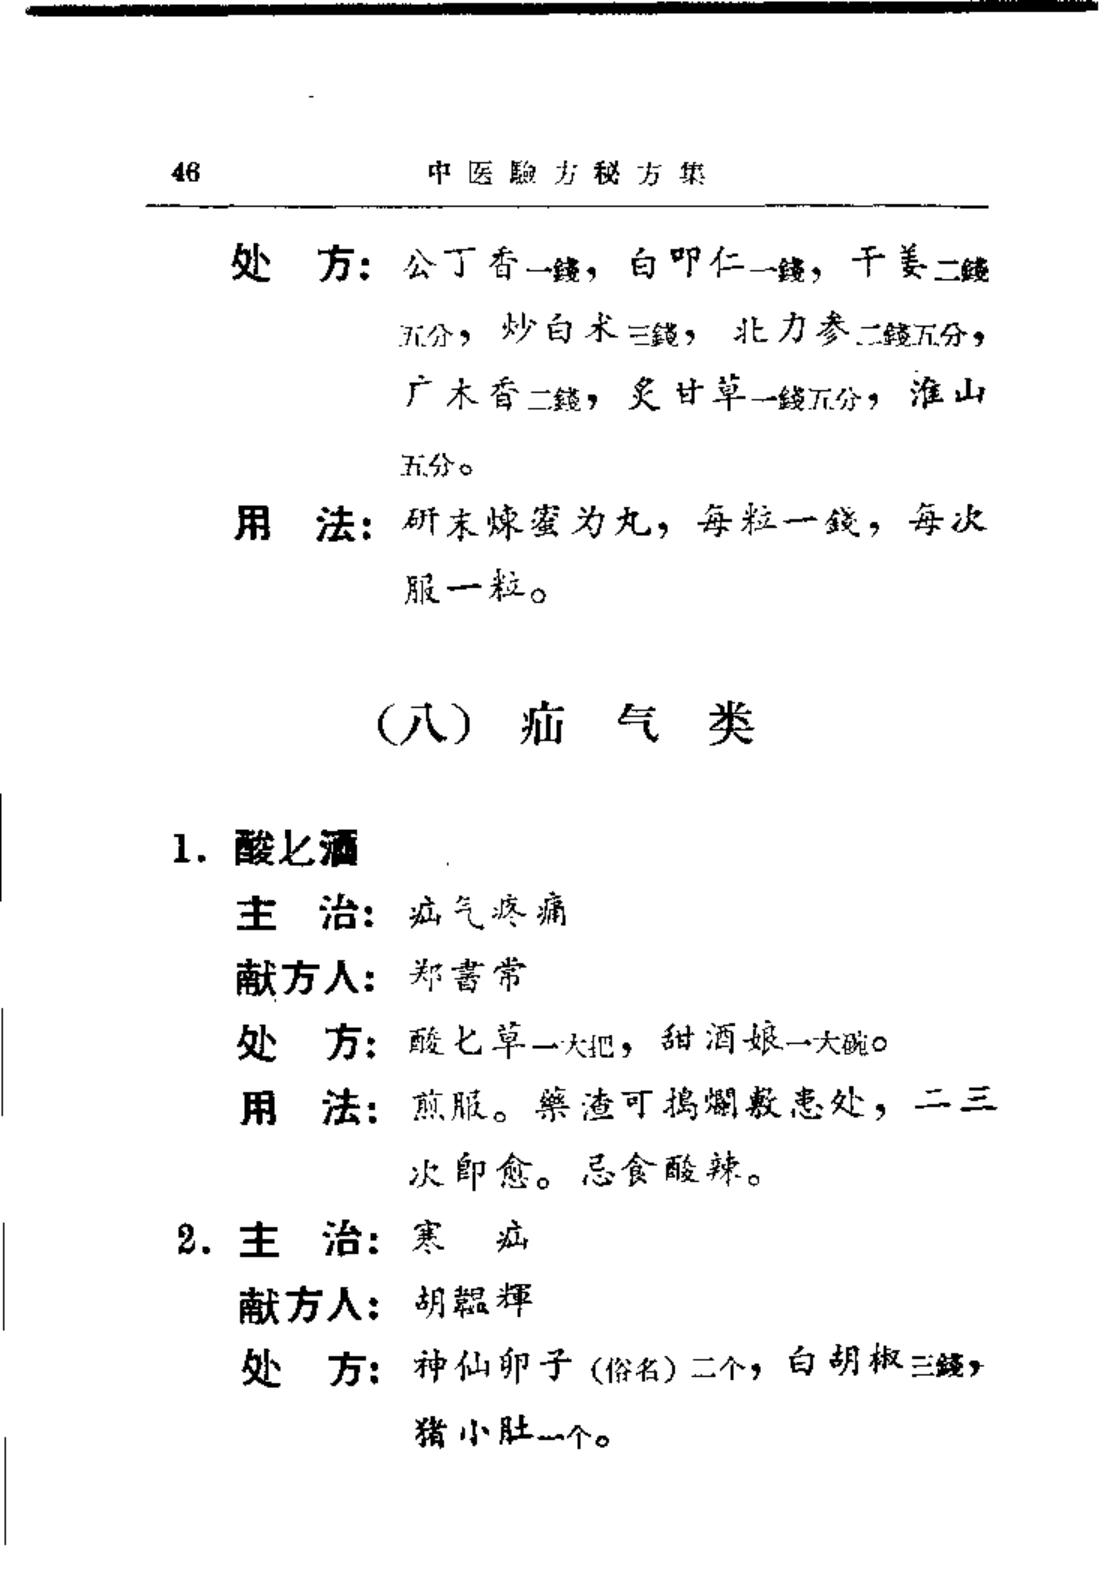 46 中医驗方秘方集
处 方：公丁香一錢，白叩仁一錢，干姜二錢
五分，炒白术三錢，北力参二錢五分，
广木香二錢，炙甘草一錢五分，淮山
五分。
用 法：研末煉蜜为丸，每粒一錢，每次
服一粒。
（八）疝气类
1. 酸匕酒
主 治：疝气疼痛
献方人：郑書常
处 方：酸匕草一大把，甜酒娘一大碗。
用 法：煎服。藥渣可搗爛敷患处，二三
次即愈。忌食酸辣。
2. 主 治：寒 疝
献方人：胡韞輝
处 方：神仙卵子（俗名）二个，白胡椒三錢，
猪小肚一个。